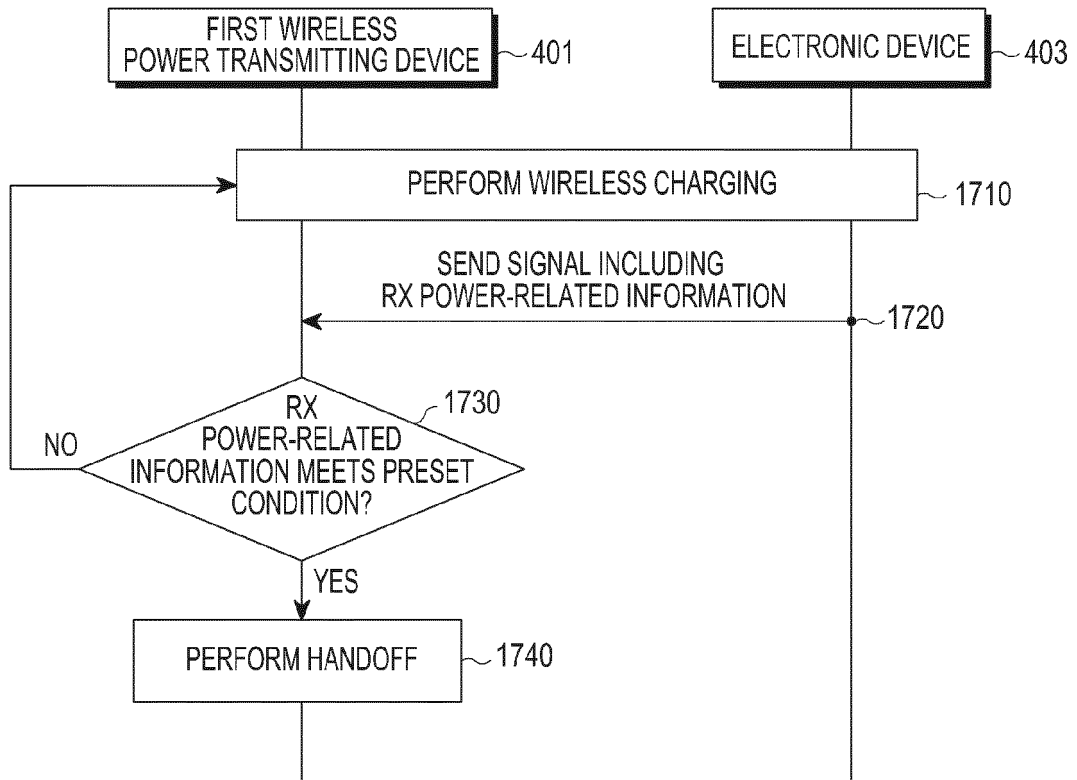 FIRST WIRELESS
POWER TRANSMITTING DEVICE
401
ELECTRONIC DEVICE
403
PERFORM WIRELESS CHARGING
1710
SEND SIGNAL INCLUDING
RX POWER-RELATED INFORMATION
1720
RX
POWER-RELATED
INFORMATION MEETS PRESET
CONDITION?
1730
NO
YES
PERFORM HANDOFF
1740